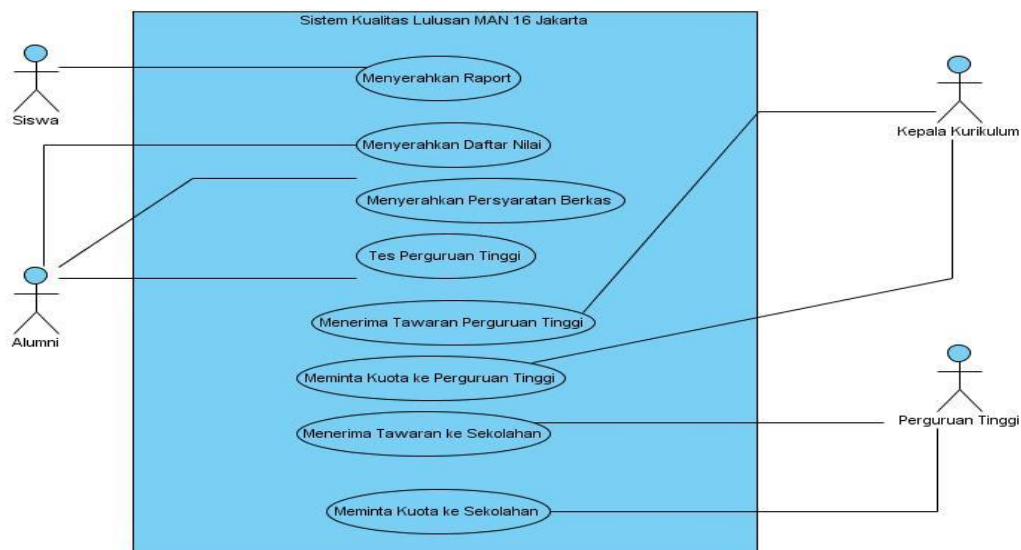 Sistem Kualitas Lulusan MAN 16 Jakarta
Menyerahkan Raport
Siswa
Kepala Kurikulum
Menyerahkan Daftar Nilai
Menyerahkan Persyaratan Berkas
Tes Perguruan Tinggi
Alumni
Menerima Tawaran Perguruan Tinggi
Meminta Kuota ke Perguruan Tinggi
Menerima Tawaran ke Sekolahan
Perguruan Tinggi
Meminta Kuota ke Sekolahan